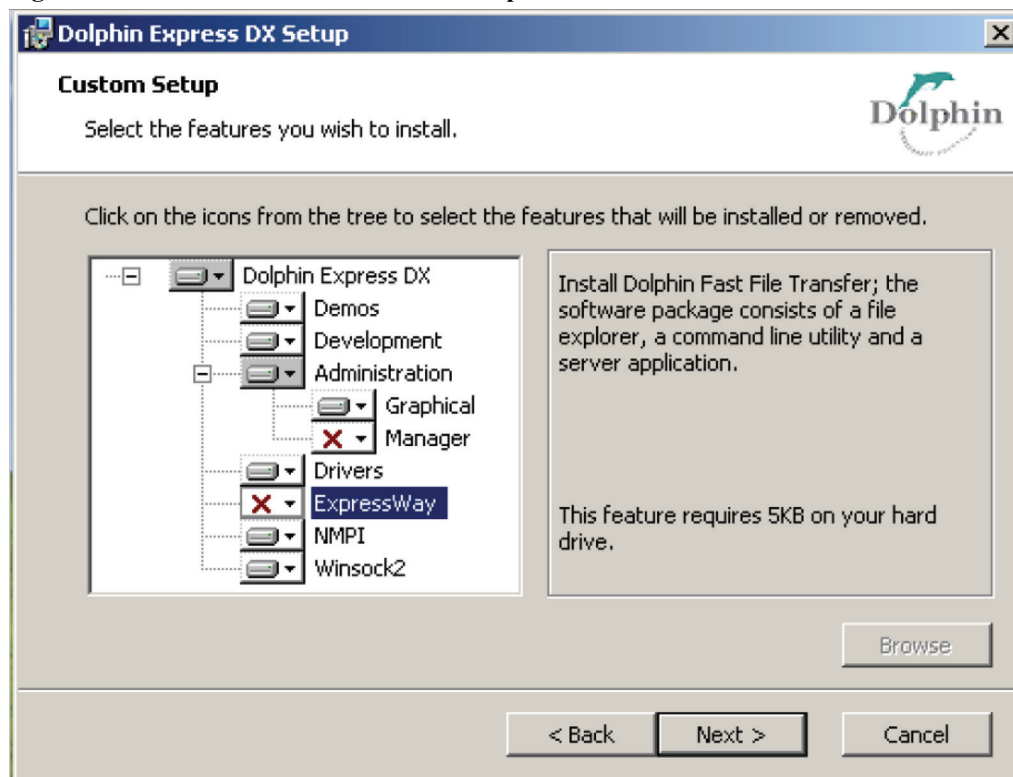 Dolphin Express DX Setup
Custom Setup
Select the features you wish to install.
Dolphin
Click on the icons from the tree to select the features that will be installed or removed.
Dolphin Express DX
Demos
Development
Administration
Graphical
Manager
Drivers
ExpressWay
NMPI
Winsock2
Install Dolphin Fast File Transfer; the
software package consists of a file
explorer, a command line utility and a
server application.
This feature requires 5KB on your hard
drive.
Browse
< Back
Next >
Cancel